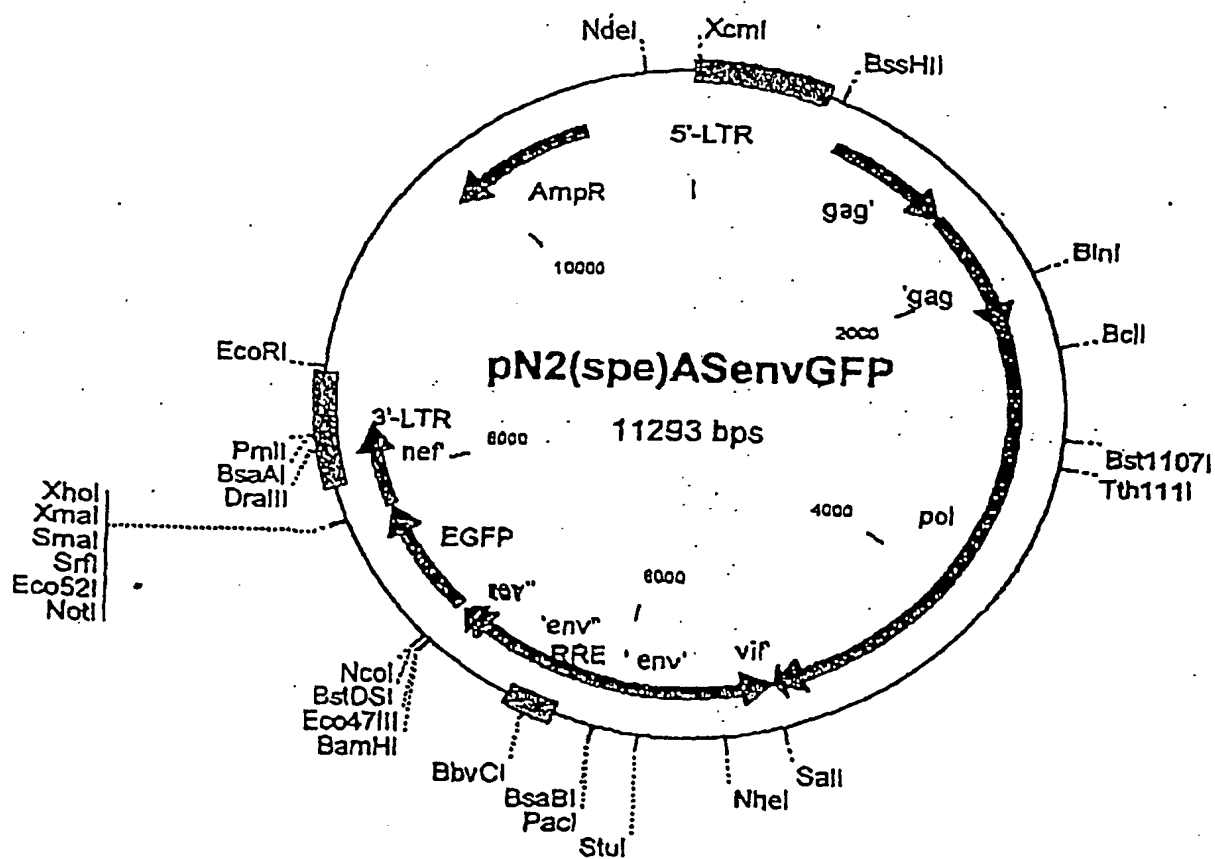 NdeI
XcmI
BssHII
5'-LTR
AmpR
gag'
10000
BlnI
'gag
2000
BclI
EcoRI
pN2(spe)ASenvGFP
3'-LTR
11293 bps
nef'
8000
PmlI
BsaAI
DraIII
Bst1107I
Tth111I
XhoI
XmaI
SmaI
SrfI
Eco52I
NotI
4000
pol
EGFP
6000
rev"
'env"
RRE
'env'
vif'
NcoI
BstDSI
Eco47III
BamHI
BbvCI
BsaBI
PacI
StuI
NheI
SalI